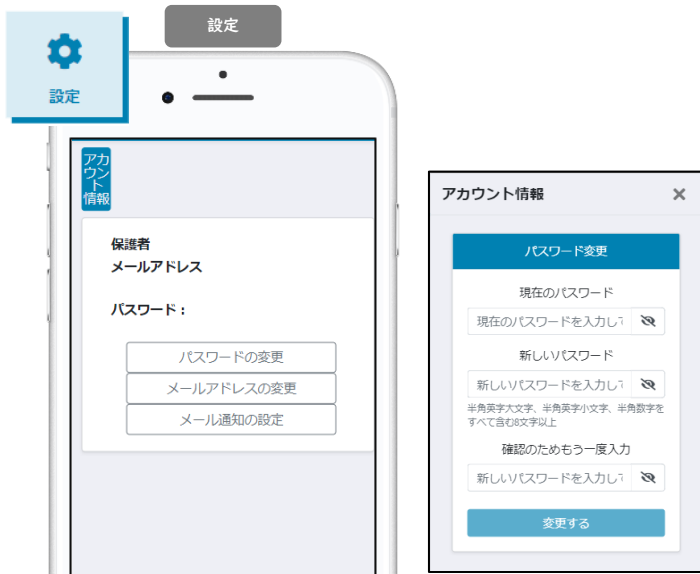 設定
設定
アカウント情報
保護者
メールアドレス
パスワード：
パスワードの変更
メールアドレスの変更
メール通知の設定
アカウント情報
パスワード変更
現在のパスワード
現在のパスワードを入力して
新しいパスワード
新しいパスワードを入力して
半角英字大文字、半角英字小文字、半角数字を
すべて含む8文字以上
確認のためもう一度入力
新しいパスワードを入力して
変更する